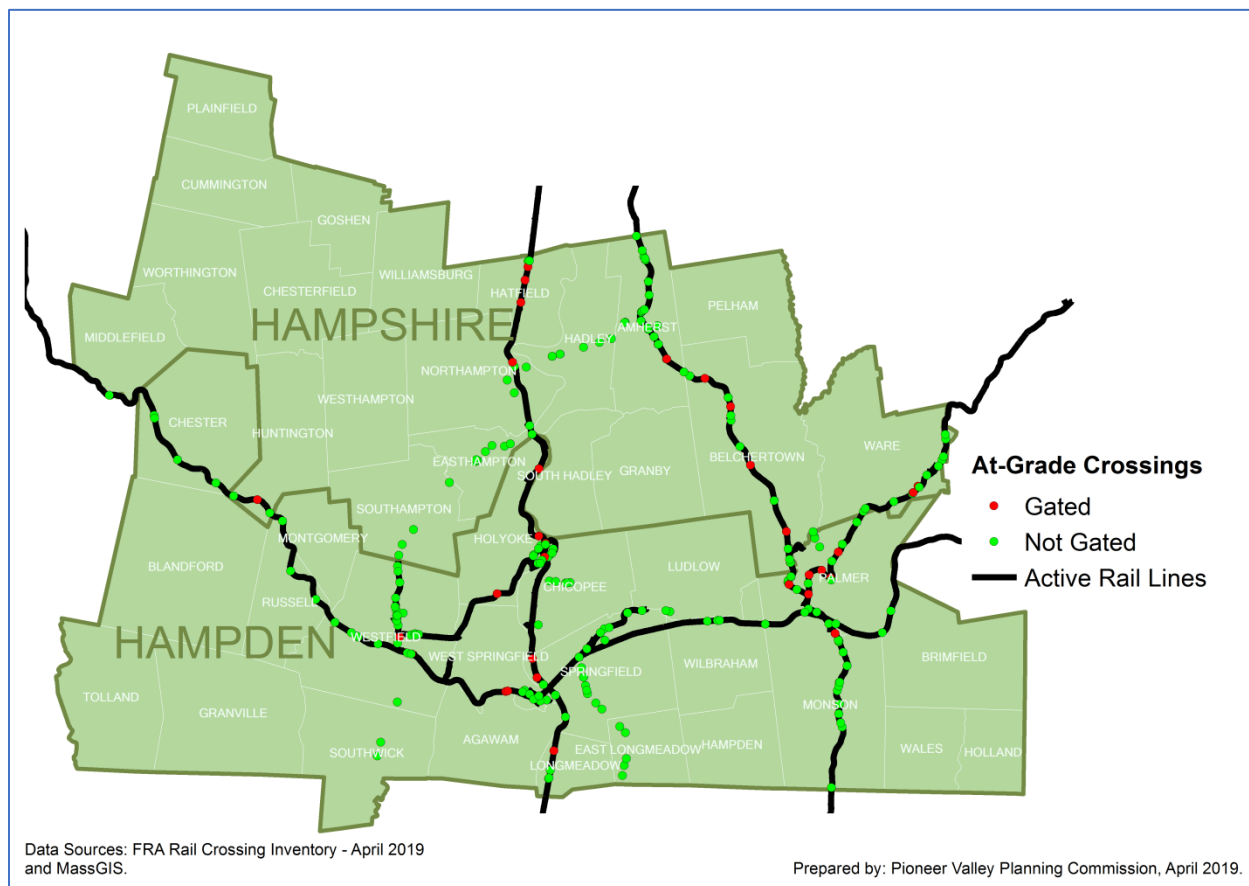 PLAINFIELD
CUMMINGTON
GOSHEN
WORTHINGTON
WILLIAMSBURG
CHESTERFIELD
HATFIELD
HAMPSHIRE
PELHAM
AMHERST
HADLEY
MIDDLEFIELD
NORTHAMPTON
WESTHAMPTON
CHESTER
HUNTINGTON
WARE
BELCHERTOWN
EASTHAMPTON
SOUTH HADLEY
GRANBY
At-Grade Crossings
Gated
Not Gated
Active Rail Lines
SOUTHAMPTON
HOLYOKE
MONTGOMERY
BLANDFORD
LUDLOW
CHICOPEE
PALMER
RUSSELL
HAMPDEN
WESTFIELD
WEST SPRINGFIELD
SPRINGFIELD
WILBRAHAM
BRIMFIELD
TOLLAND
GRANVILLE
MONSON
AGAWAM
HAMPDEN
SOUTHWICK
EAST LONGMEADOW
WALES
HOLLAND
LONGMEADOW
Data Sources: FRA Rail Crossing Inventory - April 2019
and MassGIS.
Prepared by: Pioneer Valley Planning Commission, April 2019.